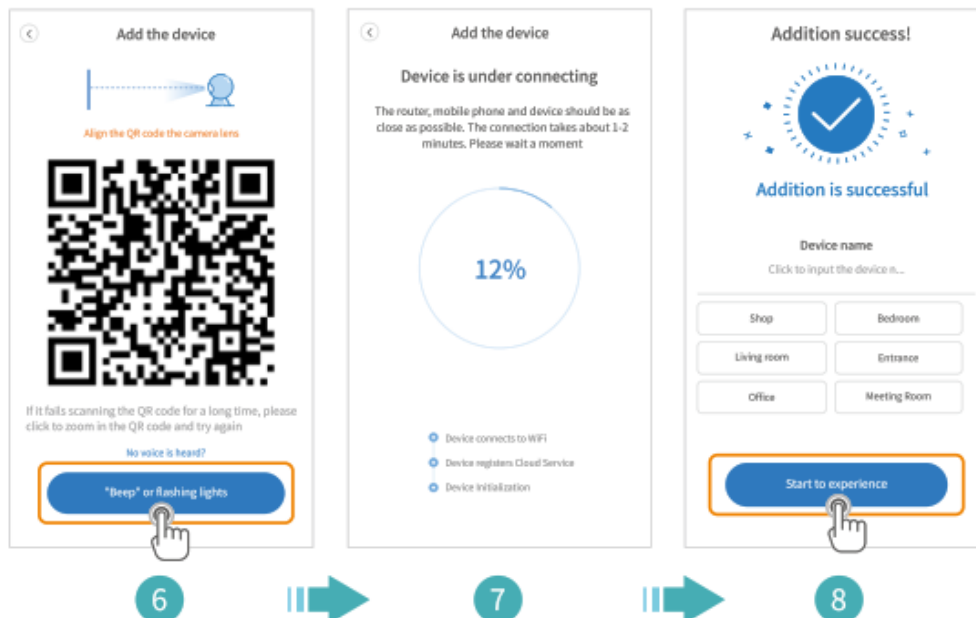 Add the device
Align the QR code the camera lens
If it fails scanning the QR code for a long time, please
click to zoom in the QR code and try again
No voice is heard?
"Beep" or flashing lights
6
Add the device
Device is under connecting
The router, mobile phone and device should be as
close as possible. The connection takes about 1-2
minutes. Please wait a moment
12%
Device connects to WiFi
Device registers Cloud Service
Device Initialization
7
Addition success!
Addition is successful
Device name
Click to input the device n...
Shop
Bedroom
Living room
Entrance
Office
Meeting Room
Start to experience
8